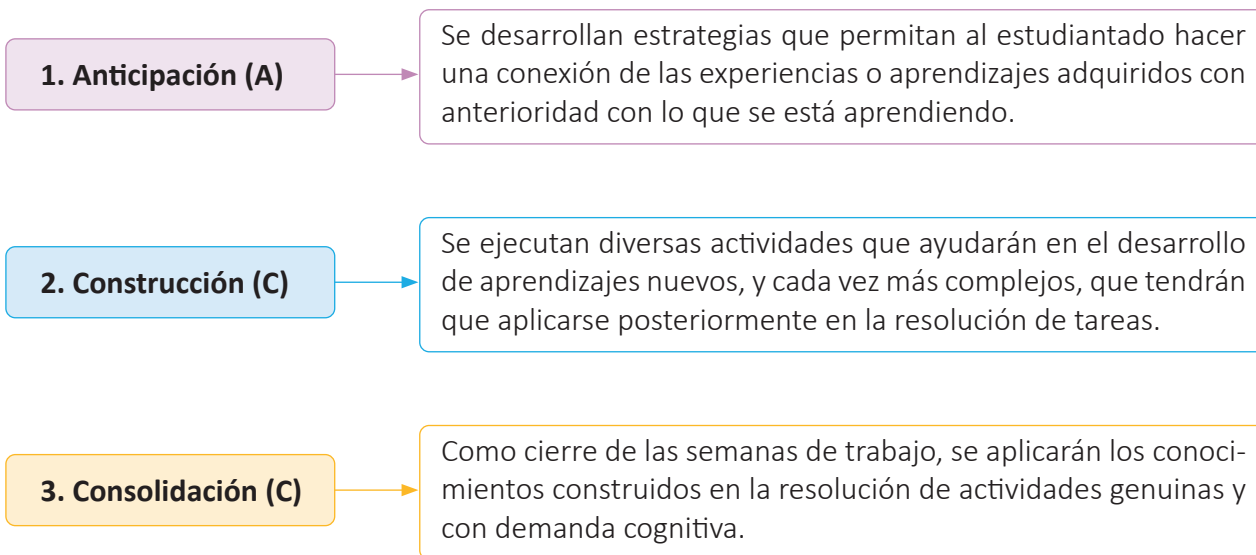 1. Anticipación (A)
Se desarrollan estrategias que permitan al estudiantado hacer
una conexión de las experiencias o aprendizajes adquiridos con
anterioridad con lo que se está aprendiendo.
2. Construcción (C)
Se ejecutan diversas actividades que ayudarán en el desarrollo
de aprendizajes nuevos, y cada vez más complejos, que tendrán
que aplicarse posteriormente en la resolución de tareas.
3. Consolidación (C)
Como cierre de las semanas de trabajo, se aplicarán los conoci-
mientos construidos en la resolución de actividades genuinas y
con demanda cognitiva.